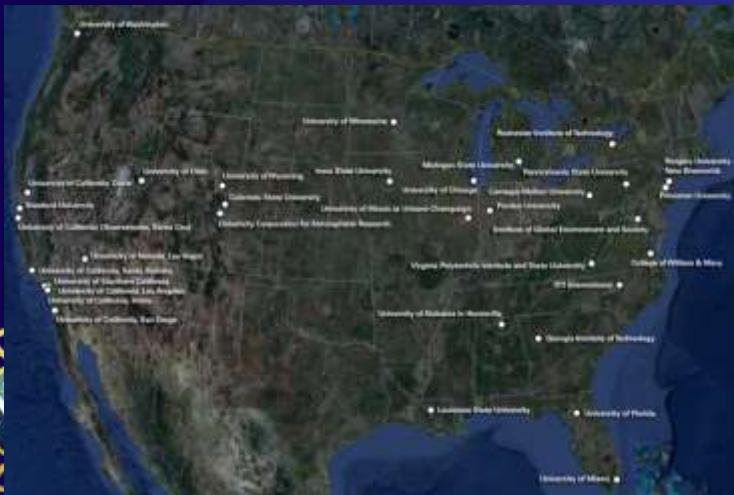 University of Washington
University of Minnesota
Rochester Institute of Technology
Michigan State University
Rutgers University
New Brunswick
University of Utah
University of Wyoming
Iowa State University
Pennsylvania State University
University of California, Davis
University of Chicago
Carnegie Mellon University
Princeton University
Stanford University
Colorado State University
University of Illinois at Urbana-Champaign
Purdue University
University of California Observatories, Santa Cruz
University Corporation for Atmospheric Research
Institute of Global Environment and Society
University of Nevada, Las Vegas
College of William & Mary
University of California, Santa Barbara
Virginia Polytechnic Institute and State University
University of Southern California
University of California, Los Angeles
University of California, Irvine
University of California, San Diego
University of Alabama in Huntsville
Georgia Institute of Technology
Louisiana State University
University of Florida
University of Miami